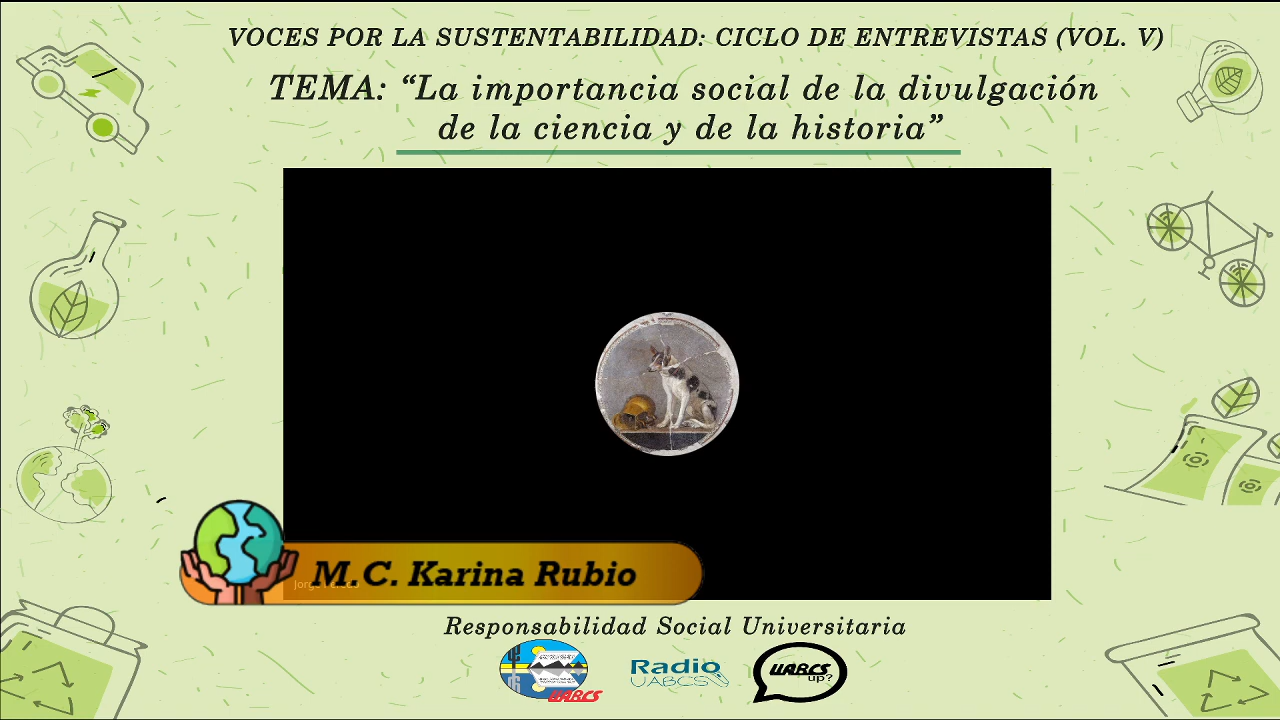 VOCES POR LA SUSTENTABILIDAD: CICLO DE ENTREVISTAS (VOL. V)
TEMA: “La importancia social de la divulgación
de la ciencia y de la historia”
M.C. Karina Rubio
Responsabilidad Social Universitaria
UABCS
Radio
UABCS
UABCS
up?